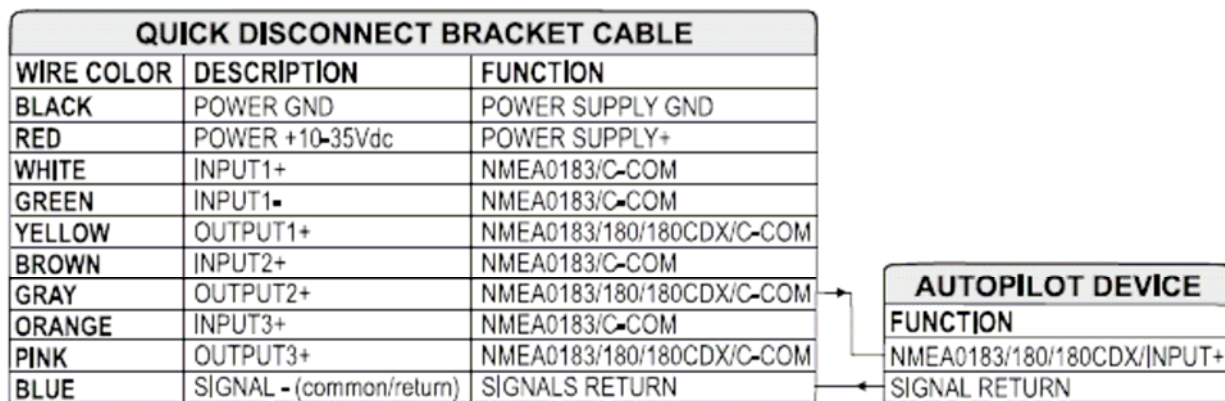 QUICK DISCONNECT BRACKET CABLE
WIRE COLOR DESCRIPTION FUNCTION
BLACK POWER GND POWER SUPPLY GND
RED POWER +10-35Vdc POWER SUPPLY+
WHITE INPUT1+ NMEA0183/C-COM
GREEN INPUT1- NMEA0183/C-COM
YELLOW OUTPUT1+ NMEA0183/180/180CDX/C-COM
BROWN INPUT2+ NMEA0183/C-COM
GRAY OUTPUT2+ NMEA0183/180/180CDX/C-COM
ORANGE INPUT3+ NMEA0183/C-COM
PINK OUTPUT3+ NMEA0183/180/180CDX/C-COM
BLUE SIGNAL - (common/return) SIGNALS RETURN
AUTOPILOT DEVICE
FUNCTION
NMEA0183/180/180CDX/INPUT+
SIGNAL RETURN